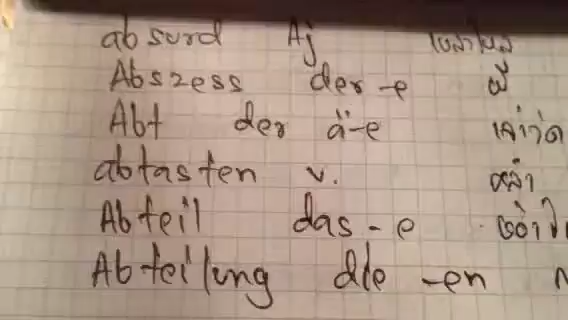 absurd Aj
Abszess der -e ฝี
Abt der ä-e
abtasten v. คลำ
Abteil das - e
Abteilung die -en